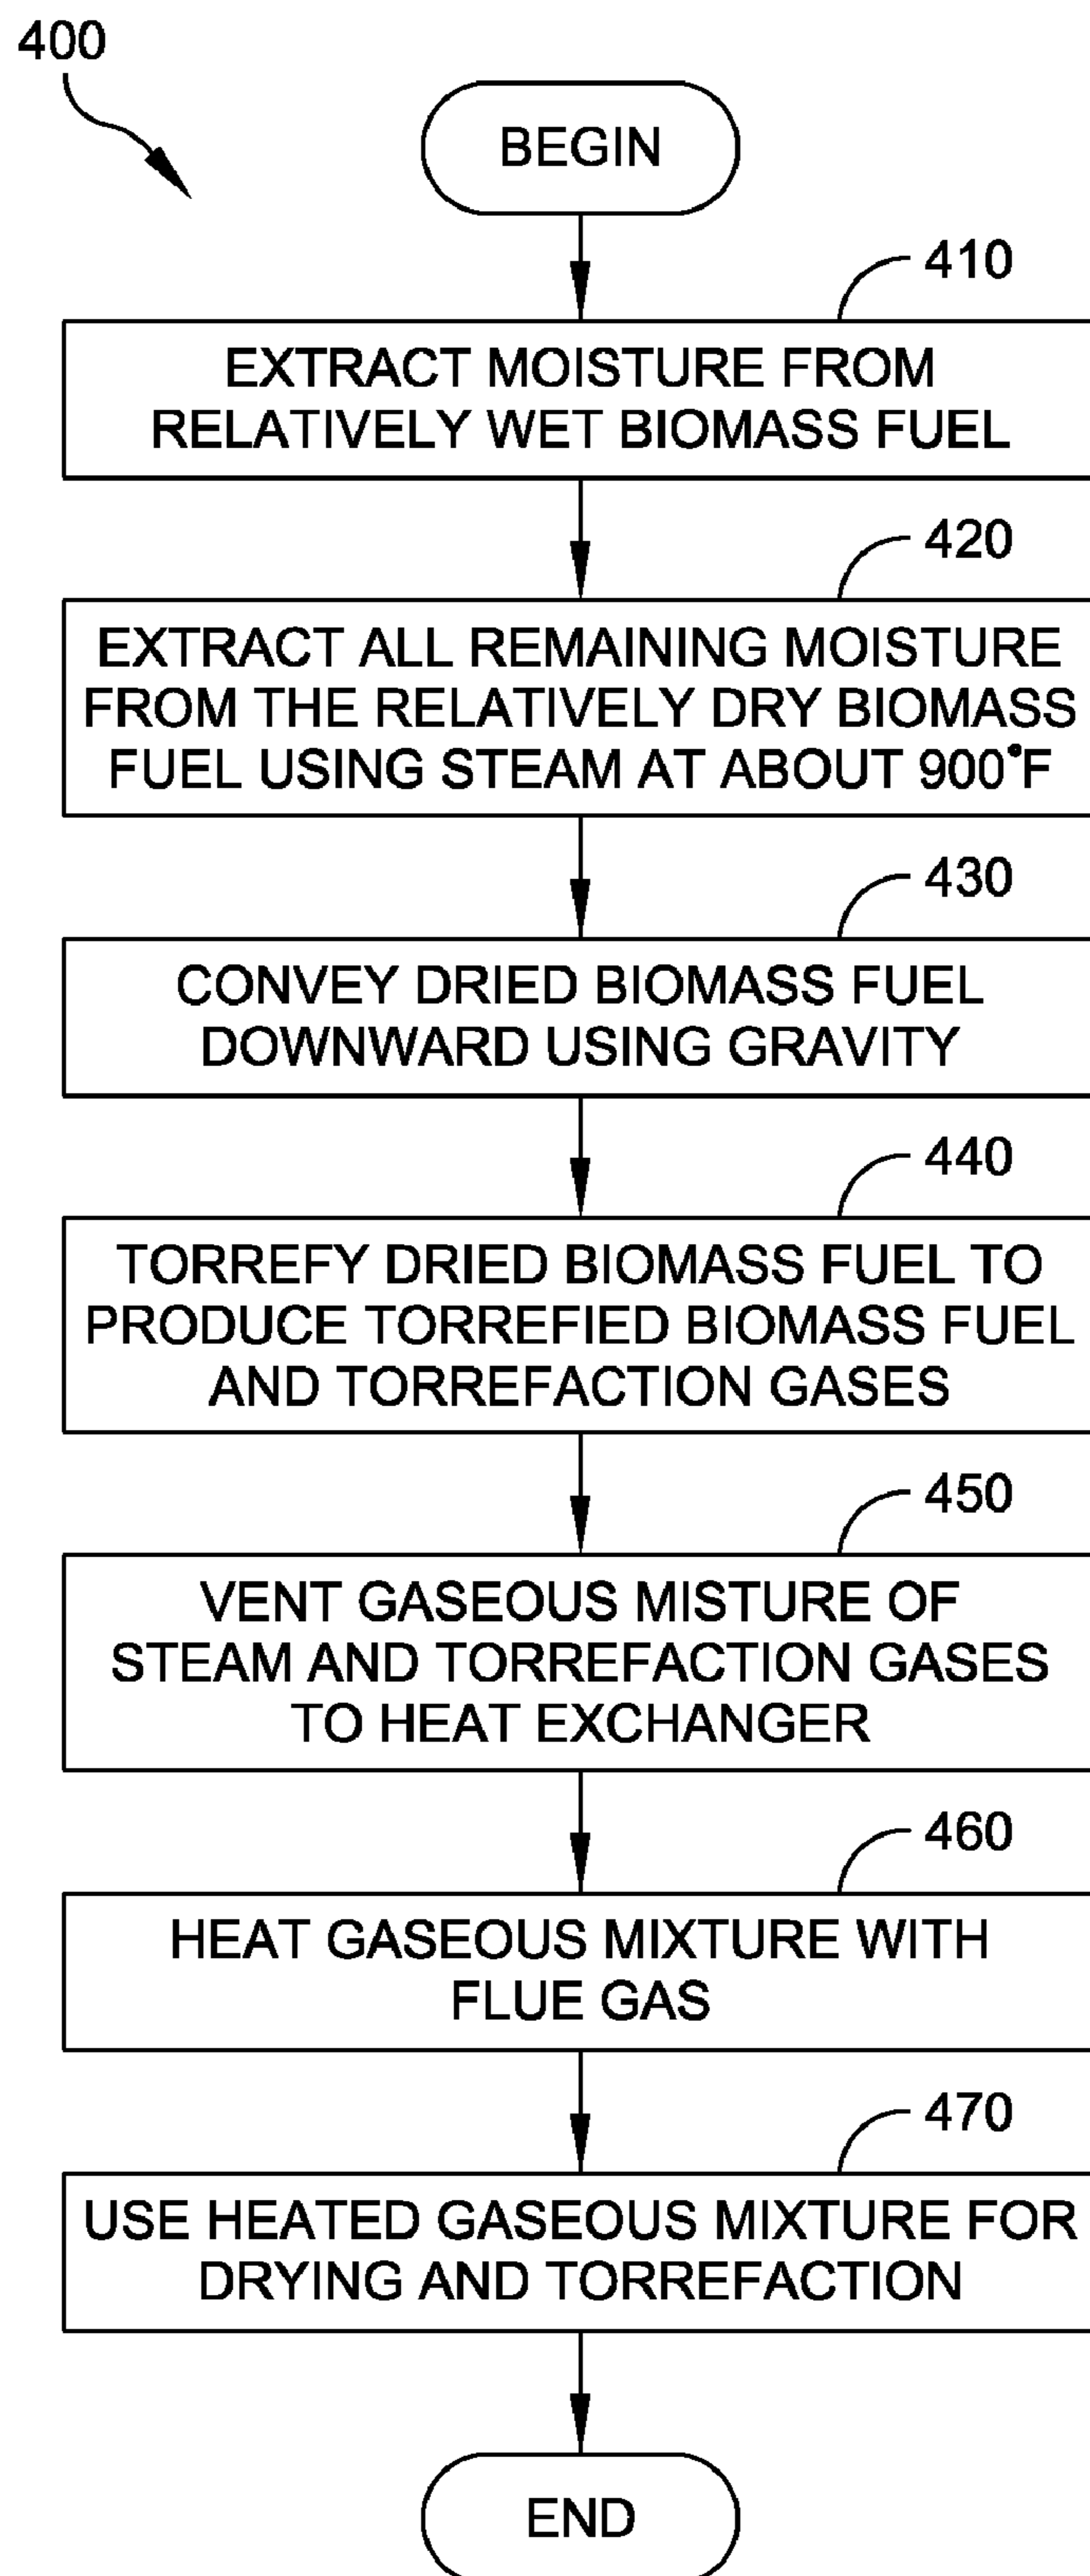 400
BEGIN
410
EXTRACT MOISTURE FROM
RELATIVELY WET BIOMASS FUEL
420
EXTRACT ALL REMAINING MOISTURE
FROM THE RELATIVELY DRY BIOMASS
FUEL USING STEAM AT ABOUT 900°F
430
CONVEY DRIED BIOMASS FUEL
DOWNWARD USING GRAVITY
440
TORREFY DRIED BIOMASS FUEL TO
PRODUCE TORREFIED BIOMASS FUEL
AND TORREFACTION GASES
450
VENT GASEOUS MISTURE OF
STEAM AND TORREFACTION GASES
TO HEAT EXCHANGER
460
HEAT GASEOUS MIXTURE WITH
FLUE GAS
470
USE HEATED GASEOUS MIXTURE FOR
DRYING AND TORREFACTION
END